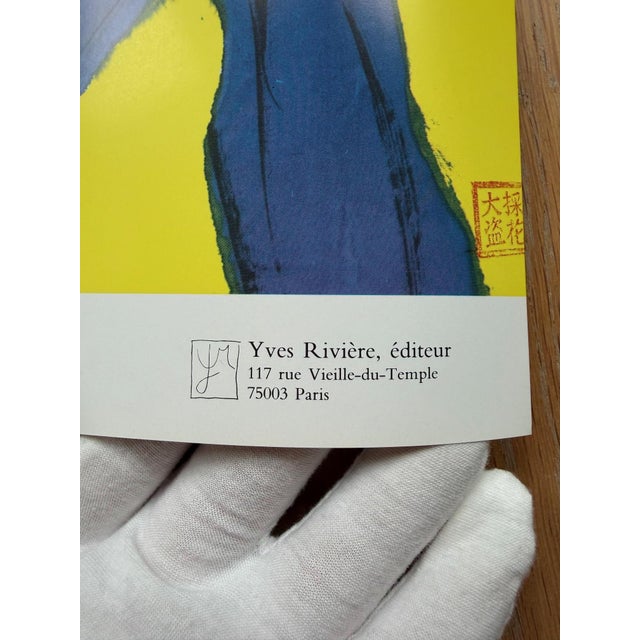 採花
大盗
Yves Rivière, éditeur
117 rue Vieille-du-Temple
75003 Paris